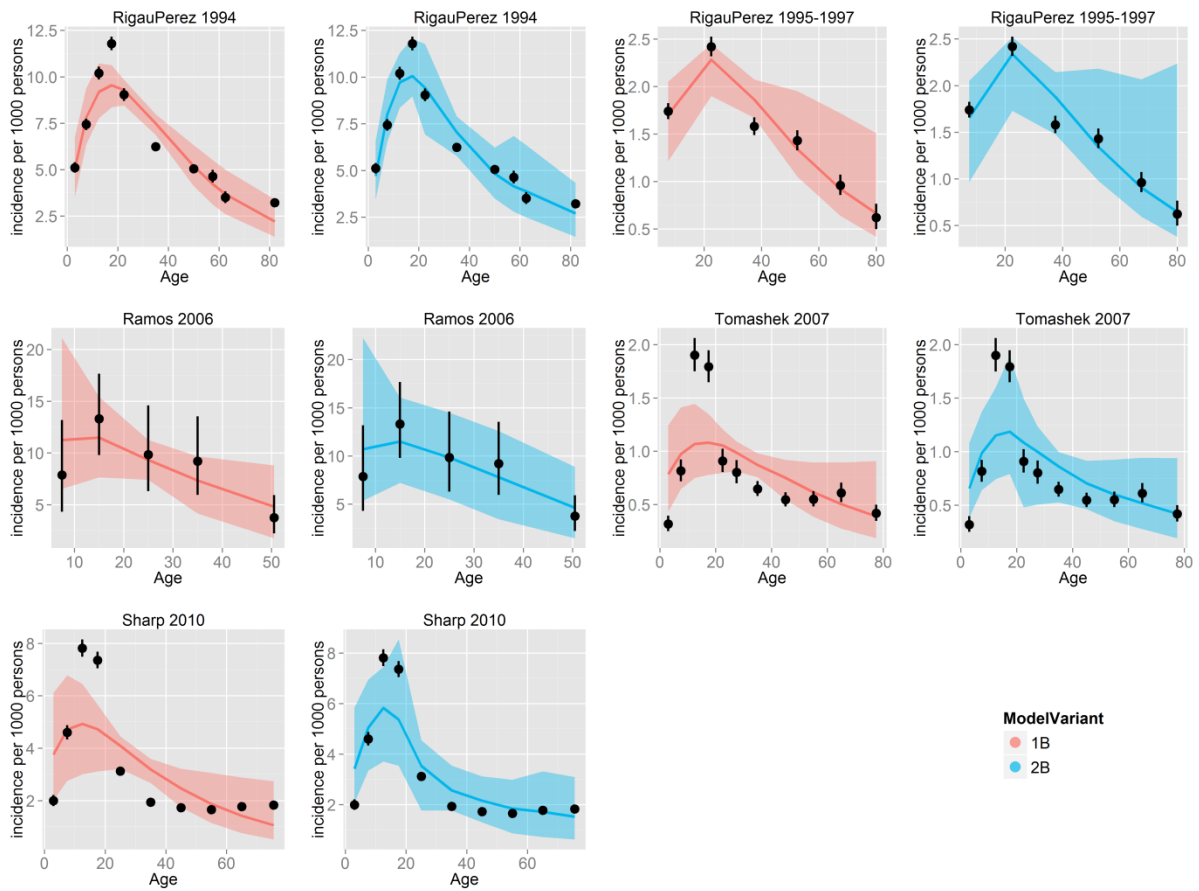 RigauPerez 1994
incidence per 1000 persons
12.5
10.0
7.5
5.0
2.5
0 20 40 60 80
Age
RigauPerez 1994
incidence per 1000 persons
12.5
10.0
7.5
5.0
2.5
0 20 40 60 80
Age
RigauPerez 1995-1997
incidence per 1000 persons
2.5
2.0
1.5
1.0
0.5
20 40 60 80
Age
RigauPerez 1995-1997
incidence per 1000 persons
2.5
2.0
1.5
1.0
0.5
20 40 60 80
Age
Ramos 2006
incidence per 1000 persons
20
15
10
5
10 20 30 40 50
Age
Ramos 2006
incidence per 1000 persons
20
15
10
5
10 20 30 40 50
Age
Tomashek 2007
incidence per 1000 persons
2.0
1.5
1.0
0.5
0 20 40 60 80
Age
Tomashek 2007
incidence per 1000 persons
2.0
1.5
1.0
0.5
0 20 40 60 80
Age
Sharp 2010
incidence per 1000 persons
8
6
4
2
0 20 40 60
Age
Sharp 2010
incidence per 1000 persons
8
6
4
2
0 20 40 60
Age
ModelVariant
1B
2B